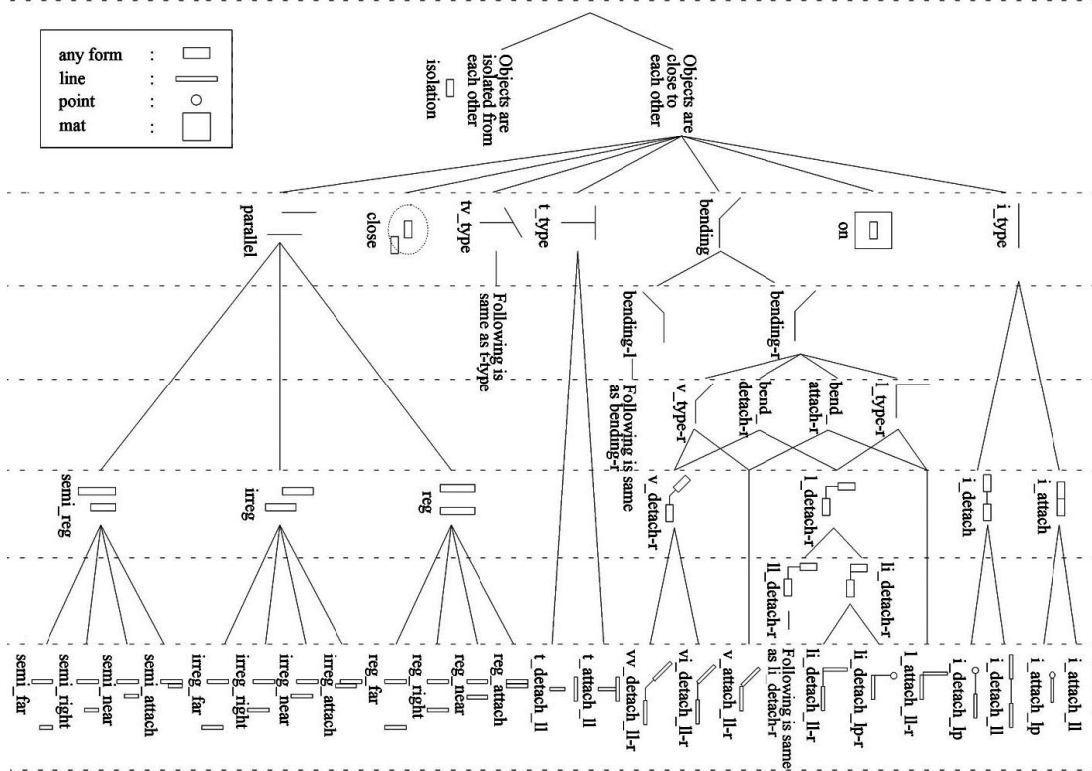 any form :
line :
point :
mat :
Objects are
isolated from
each other
isolation
Objects are
close to
each other
parallel
close
tv_type
t_type
bending
on
i_type
Following is
same as t-type
bending-l
bending-r
Following is same
as bending-r
v_type-r
bend_
detach-r
bend_
attach-r
l_type-r
semi_reg
irreg
reg
v_detach-r
l_detach-r
i_detach
i_attach
ll_detach-r
li_detach-r
semi_far
semi_right
semi_near
semi_attach
irreg_far
irreg_right
irreg_near
irreg_attach
reg_far
reg_right
reg_near
reg_attach
t_detach_ll
t_attach_ll
vv_detach_ll-r
vi_detach_ll-r
v_attach_ll-r
Following is same
as li_detach-r
li_detach_ll-r
li_detach_lp-r
l_attach_ll-r
i_detach_lp
i_detach_ll
i_attach_lp
i_attach_ll